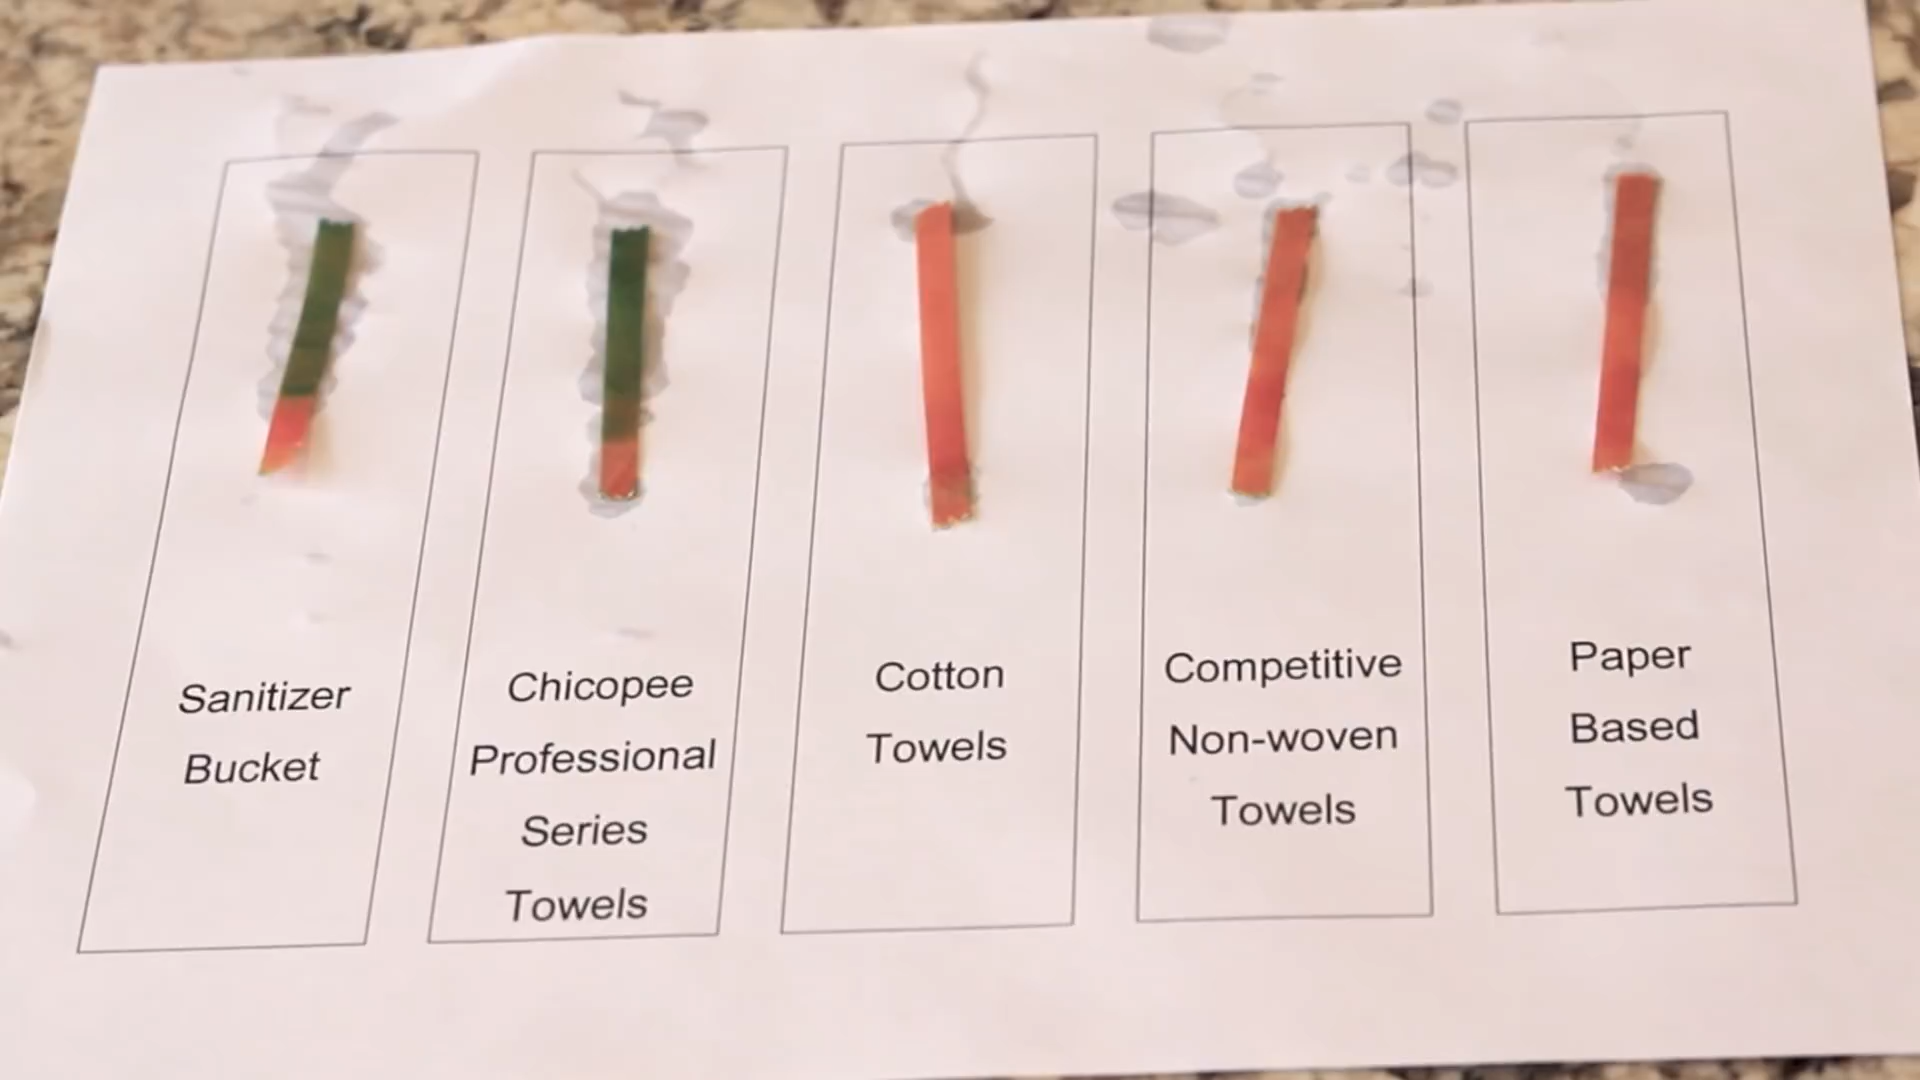 Sanitizer
Bucket
Chicopee
Professional
Series
Towels
Cotton
Towels
Competitive
Non-woven
Towels
Paper
Based
Towels